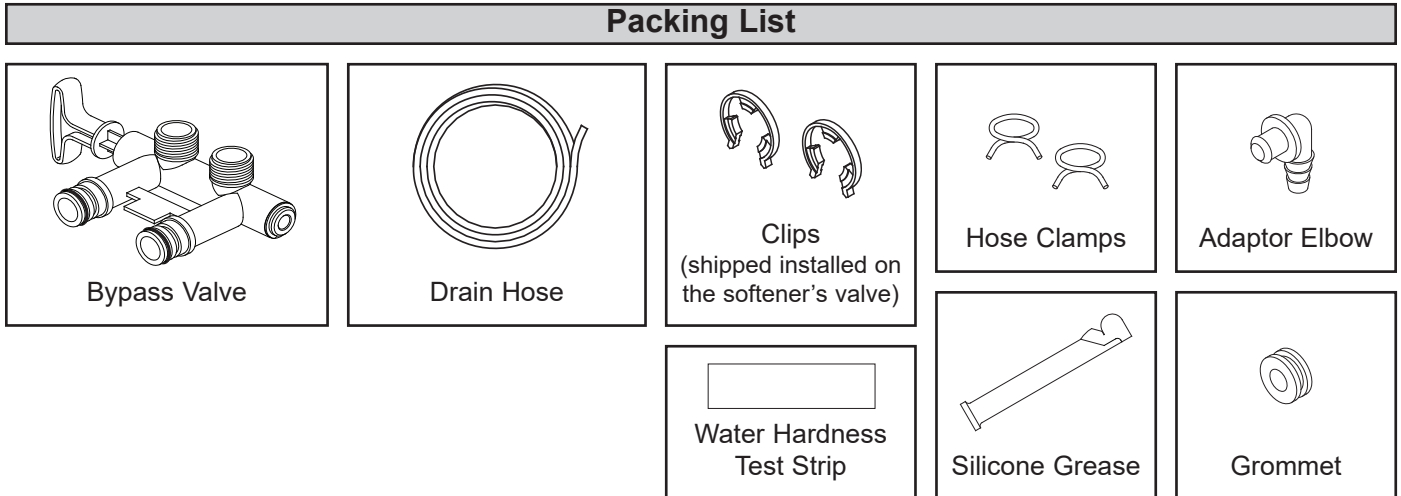 Packing List
Bypass Valve
Drain Hose
Clips
(shipped installed on
the softener’s valve)
Hose Clamps
Adaptor Elbow
Water Hardness
Test Strip
Silicone Grease
Grommet